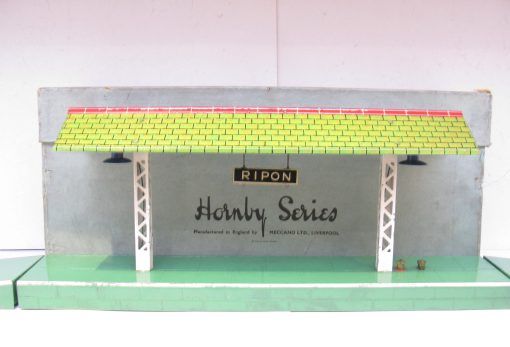 RIPON
Hornby Series
Manufactured in England by MECCANO LTD., LIVERPOOL